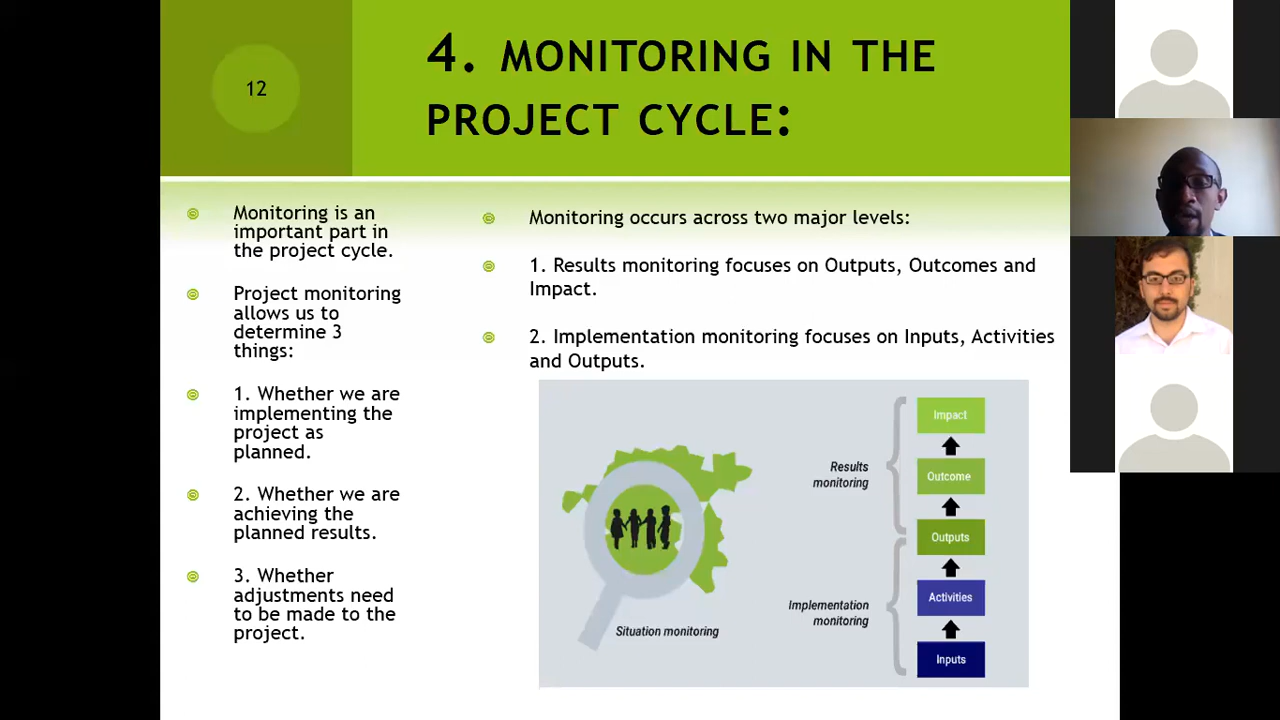 12
4. MONITORING IN THE
PROJECT CYCLE:
Monitoring is an
important part in
the project cycle.
Project monitoring
allows us to
determine 3
things:
1. Whether we are
implementing the
project as
planned.
2. Whether we are
achieving the
planned results.
3. Whether
adjustments need
to be made to the
project.
Monitoring occurs across two major levels:
1. Results monitoring focuses on Outputs, Outcomes and
Impact.
2. Implementation monitoring focuses on Inputs, Activities
and Outputs.
Situation monitoring
Results
monitoring
Implementation
monitoring
Impact
Outcome
Outputs
Activities
Inputs